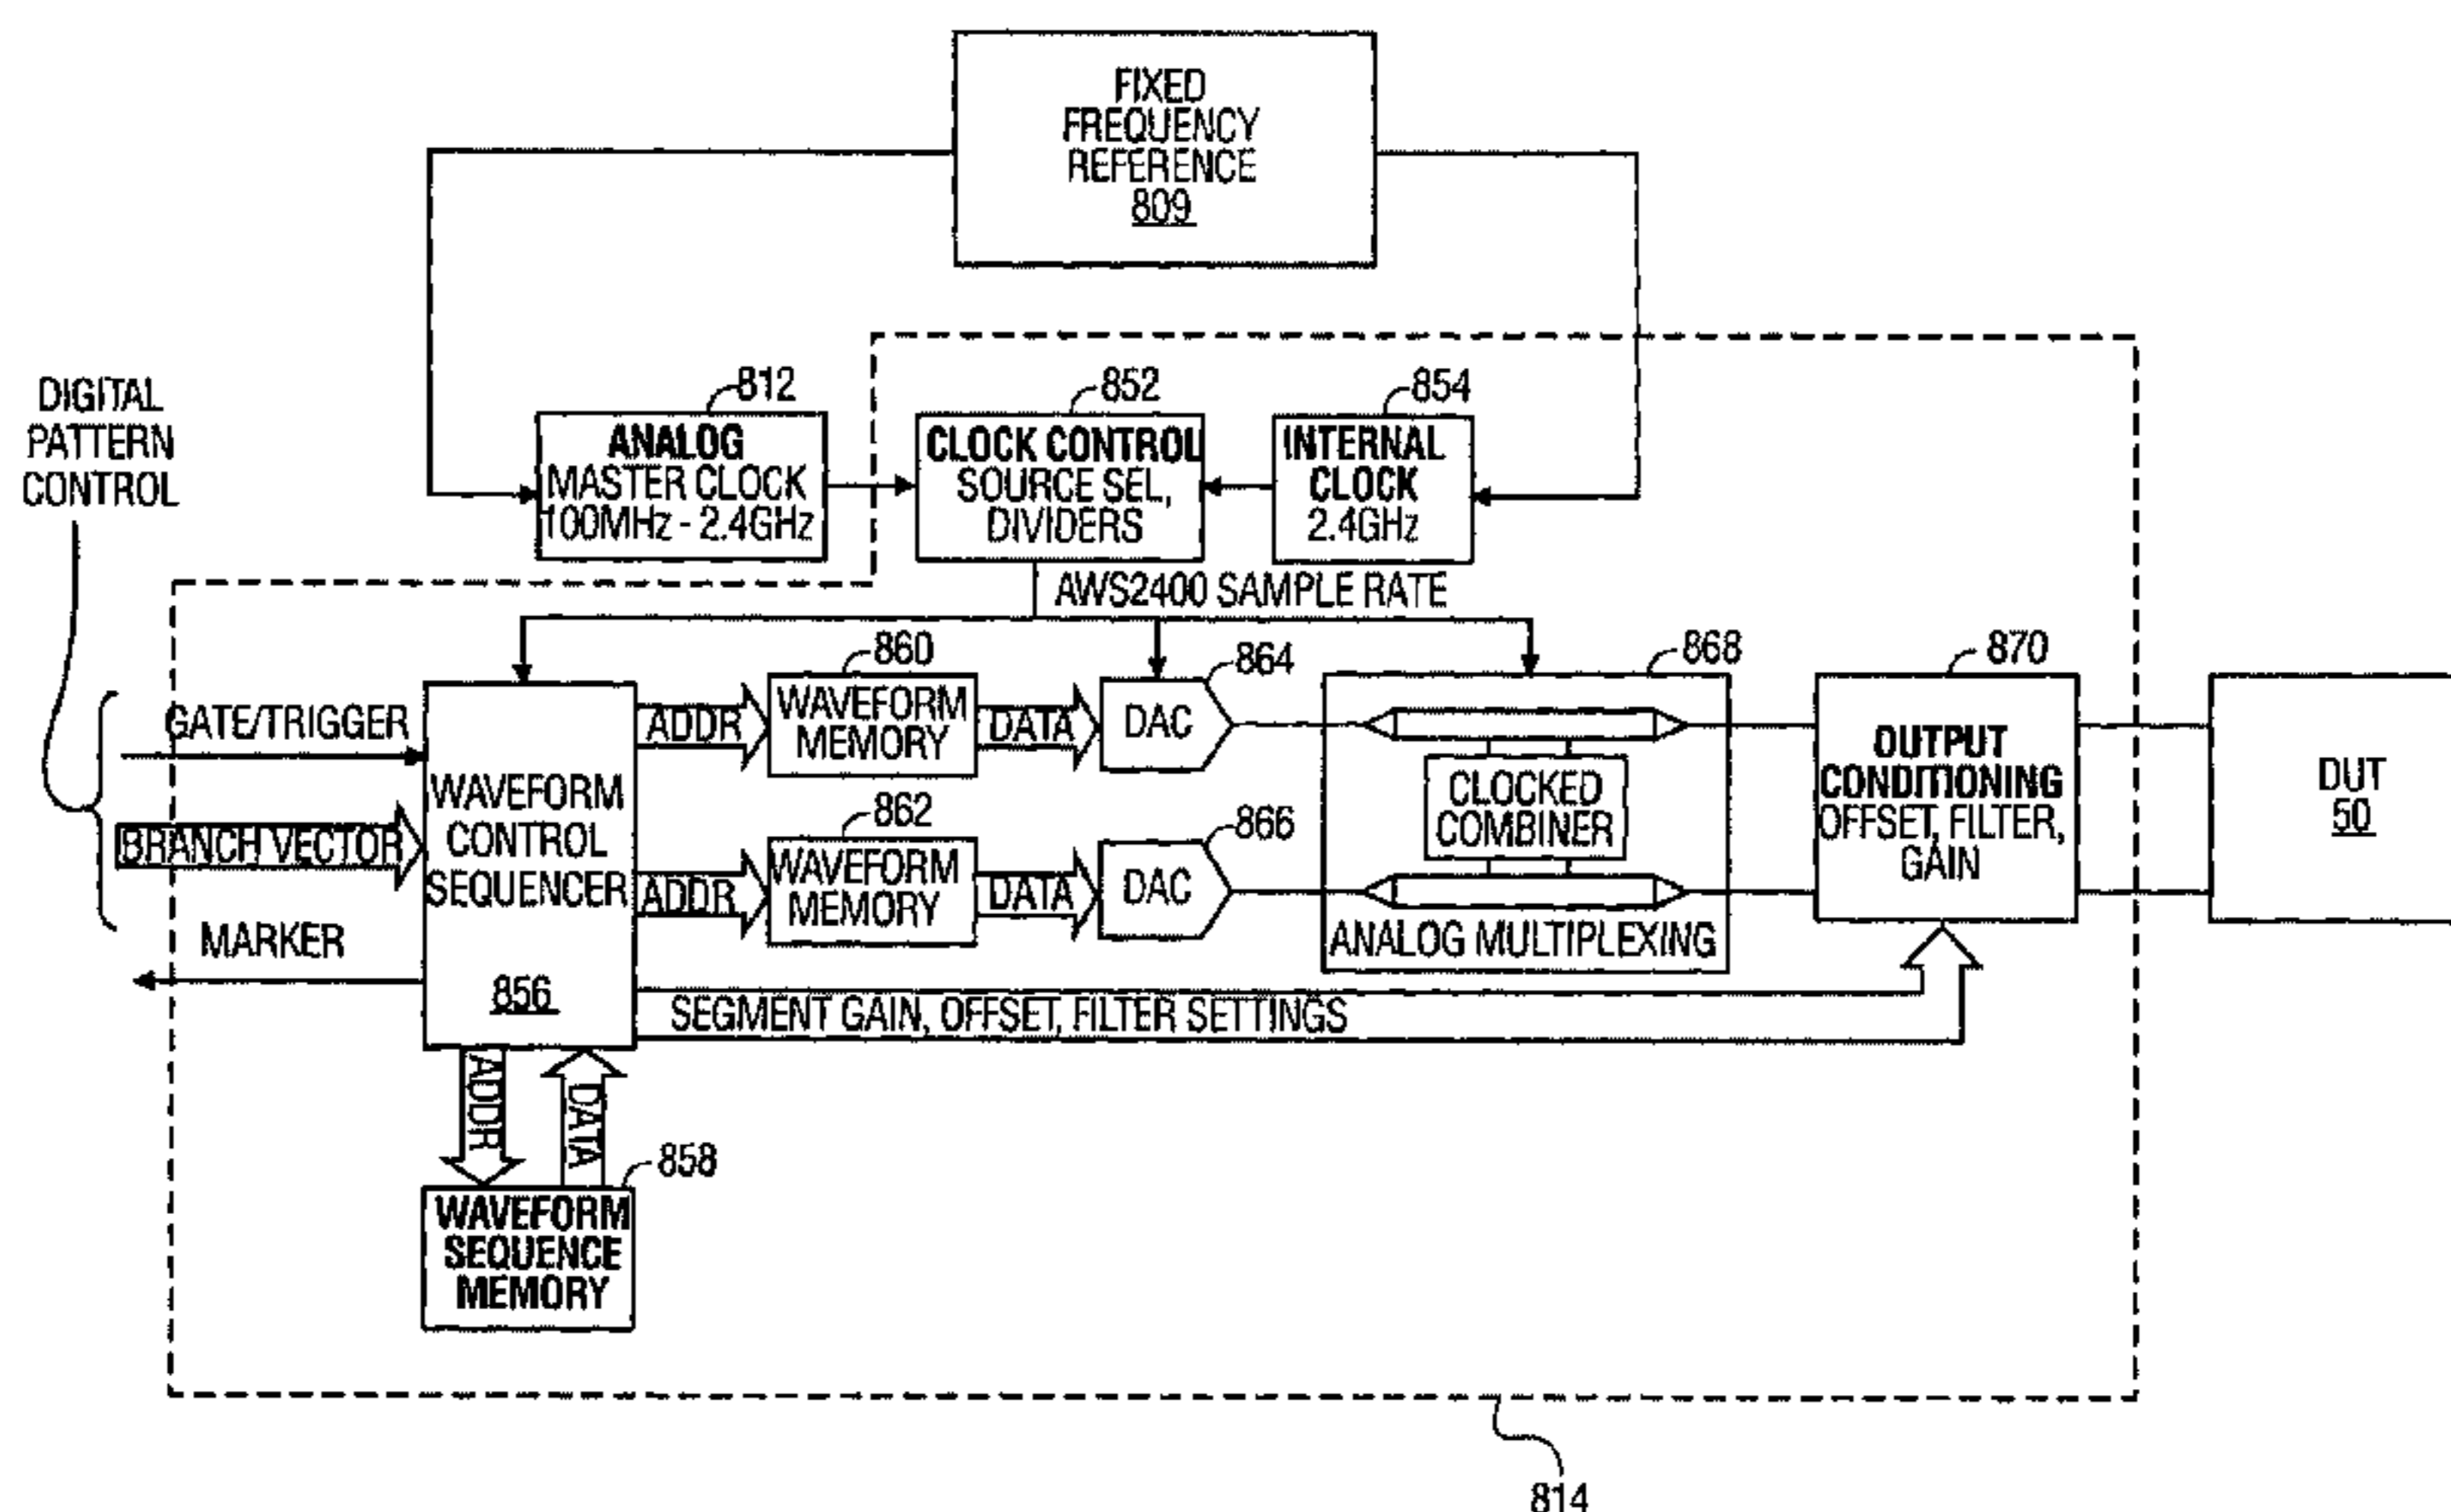 FIXED
FREQUENCY
REFERENCE
809
812
852
854
DIGITAL
PATTERN
CONTROL
ANALOG
MASTER CLOCK
100MHz - 2.4GHz
CLOCK CONTROL
SOURCE SEL,
DIVIDERS
INTERNAL
CLOCK
2.4GHz
AWS2400 SAMPLE RATE
860
864
868
870
GATE/TRIGGER
BRANCH VECTOR
MARKER
WAVEFORM
CONTROL
SEQUENCER
856
ADDR
WAVEFORM
MEMORY
DATA
DAC
862
866
ADDR
WAVEFORM
MEMORY
DATA
DAC
CLOCKED
COMBINER
ANALOG MULTIPLEXING
OUTPUT
CONDITIONING
OFFSET, FILTER,
GAIN
DUT
50
SEGMENT GAIN, OFFSET, FILTER SETTINGS
ADDR
DATA
858
WAVEFORM
SEQUENCE
MEMORY
814